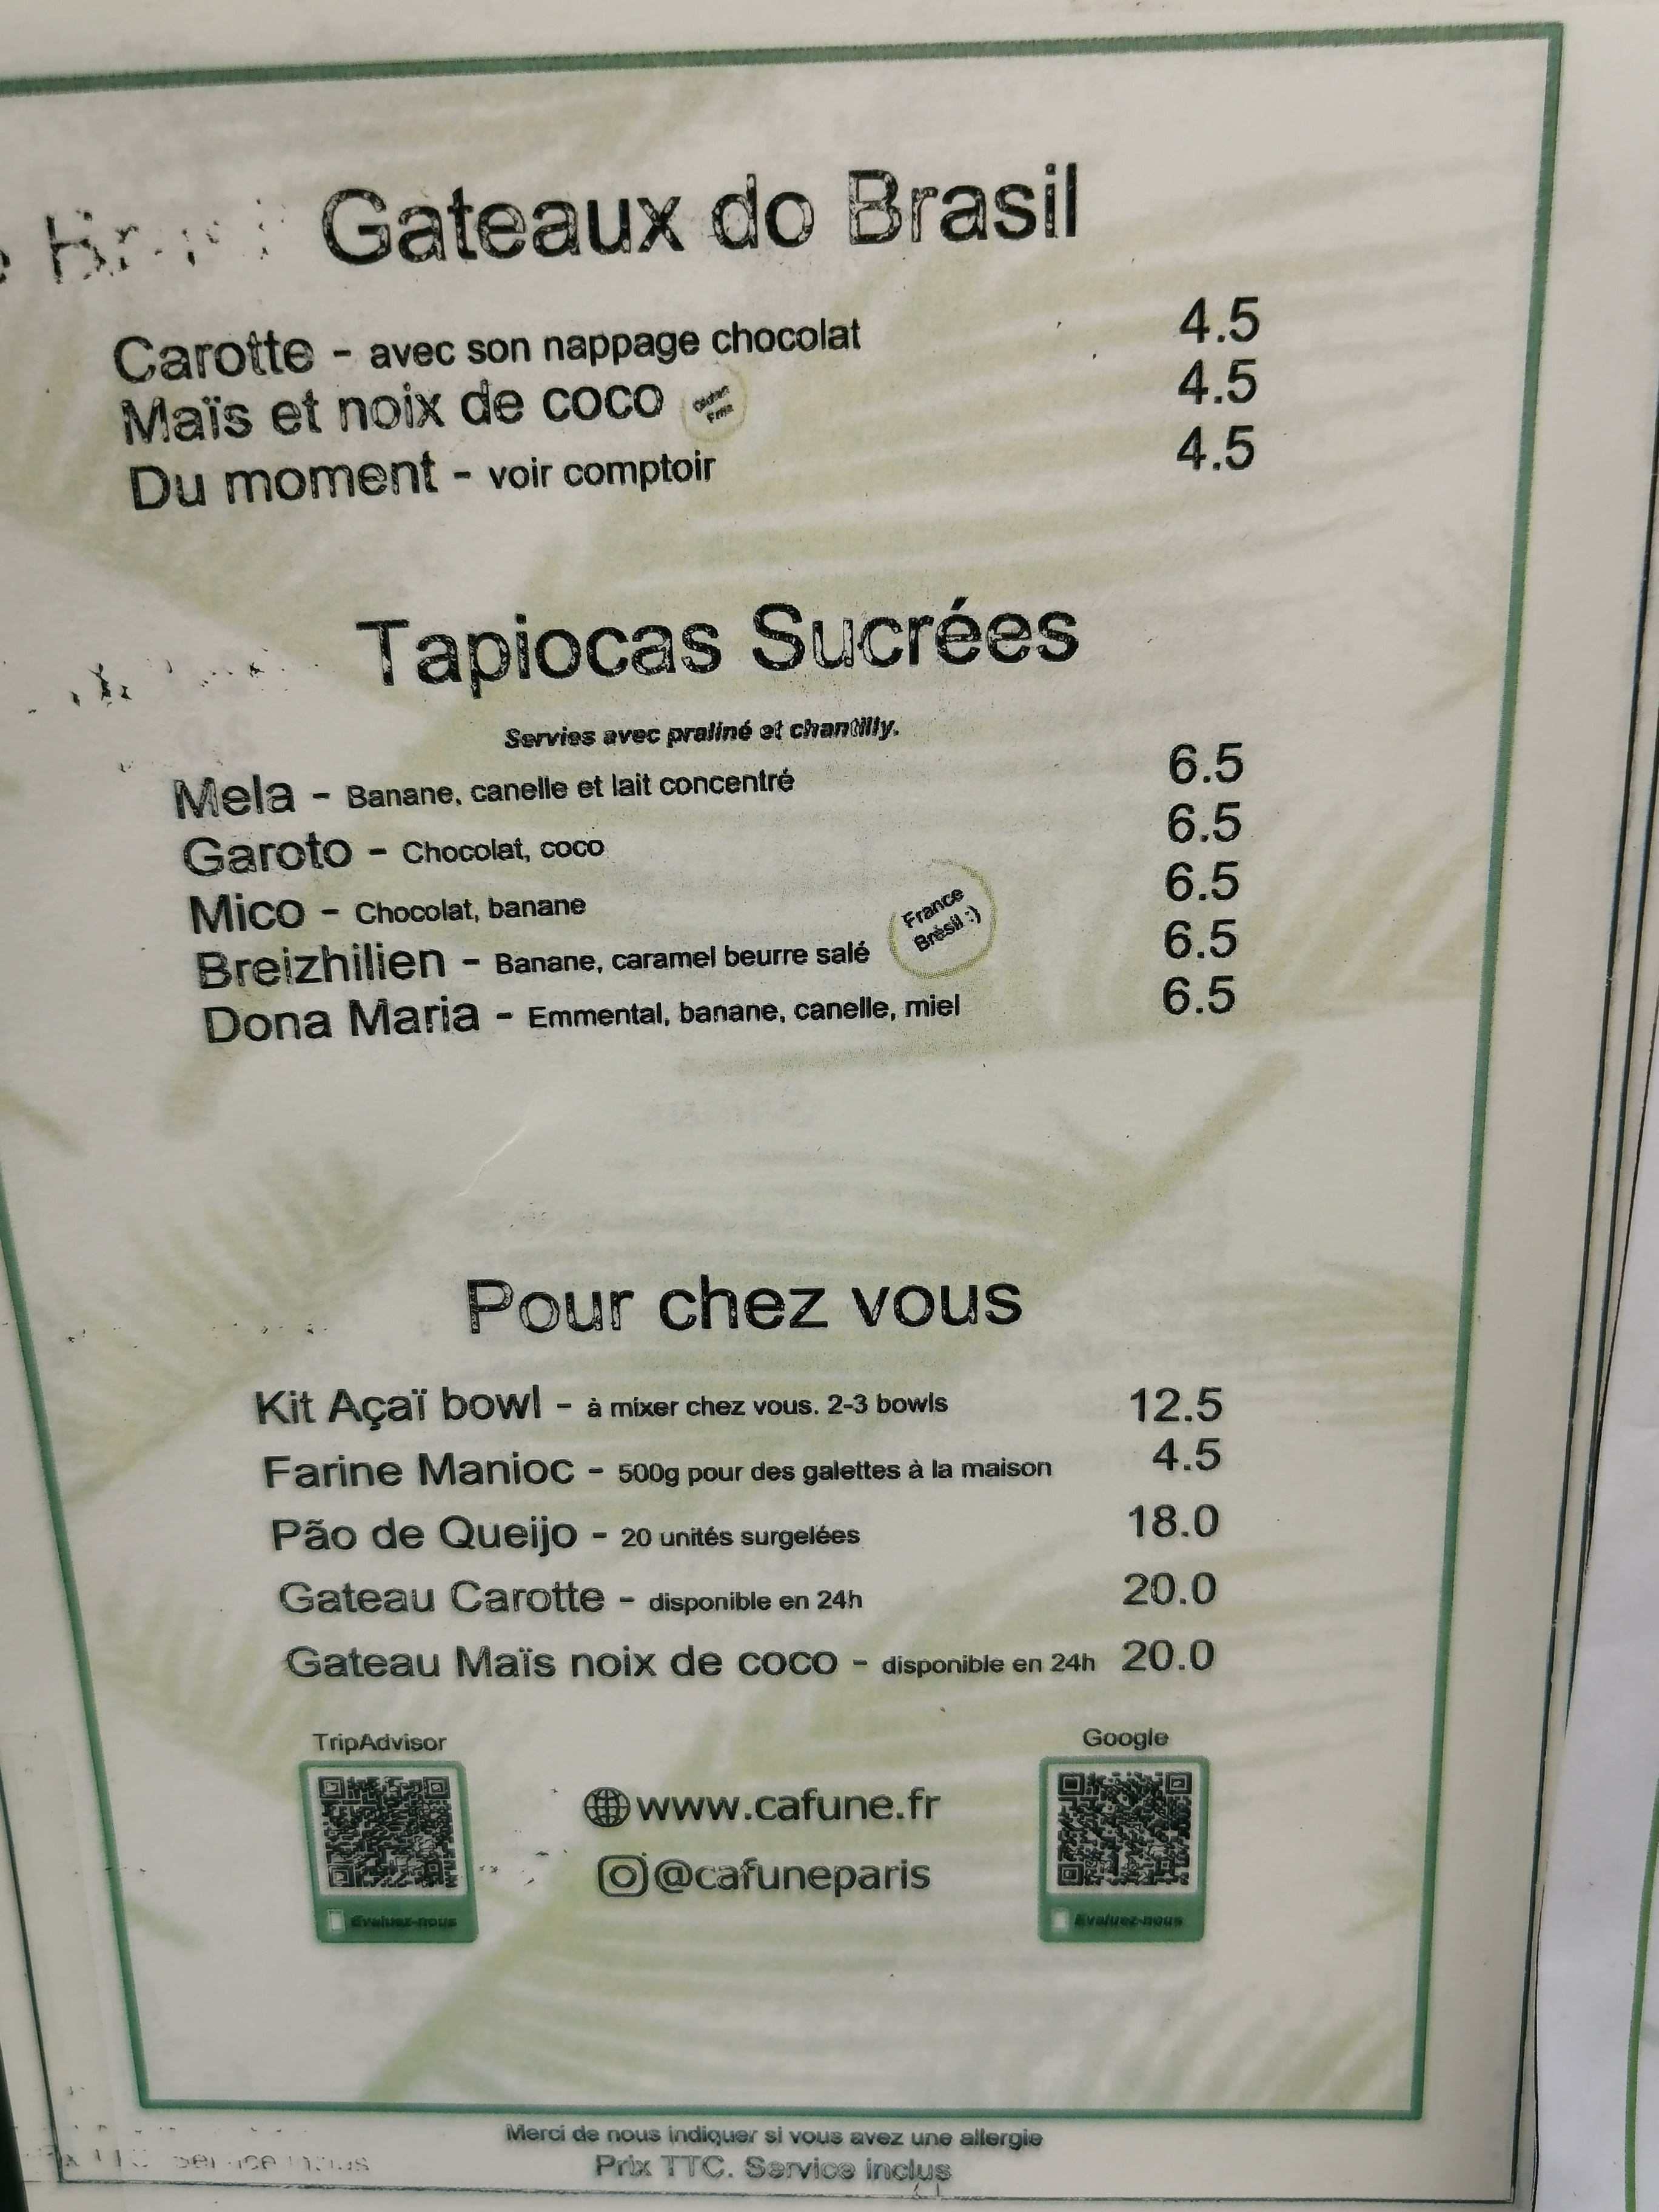 Gateaux do Brasil
Carotte - avec son nappage chocolat 4.5
Maïs et noix de coco 4.5
Du moment - voir comptoir 4.5
Tapiocas Sucrées
Servies avec praliné et chantilly.
Mela - Banane, canelle et lait concentré 6.5
Garoto - Chocolat, coco 6.5
Mico - Chocolat, banane 6.5
France
Brésil :)
Breizhilien - Banane, caramel beurre salé 6.5
Dona Maria - Emmental, banane, canelle, miel 6.5
Pour chez vous
Kit Açaï bowl - à mixer chez vous. 2-3 bowls 12.5
Farine Manioc - 500g pour des galettes à la maison 4.5
Pão de Queijo - 20 unités surgelées 18.0
Gateau Carotte - disponible en 24h 20.0
Gateau Maïs noix de coco - disponible en 24h 20.0
TripAdvisor
Google
www.cafune.fr
@cafuneparis
Evaluez-nous
Evaluez-nous
Merci de nous indiquer si vous avez une allergie
Prix TTC. Service inclus